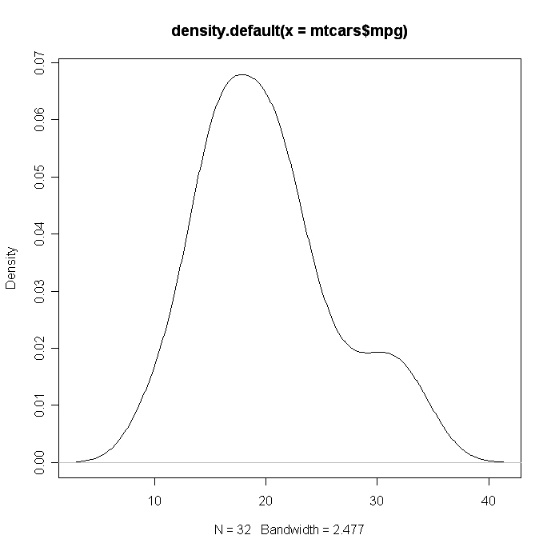 density.default(x = mtcars$mpg)
Density
0.07
0.06
0.05
0.04
0.03
0.02
0.01
0.00
10 20 30 40
N = 32 Bandwidth = 2.477